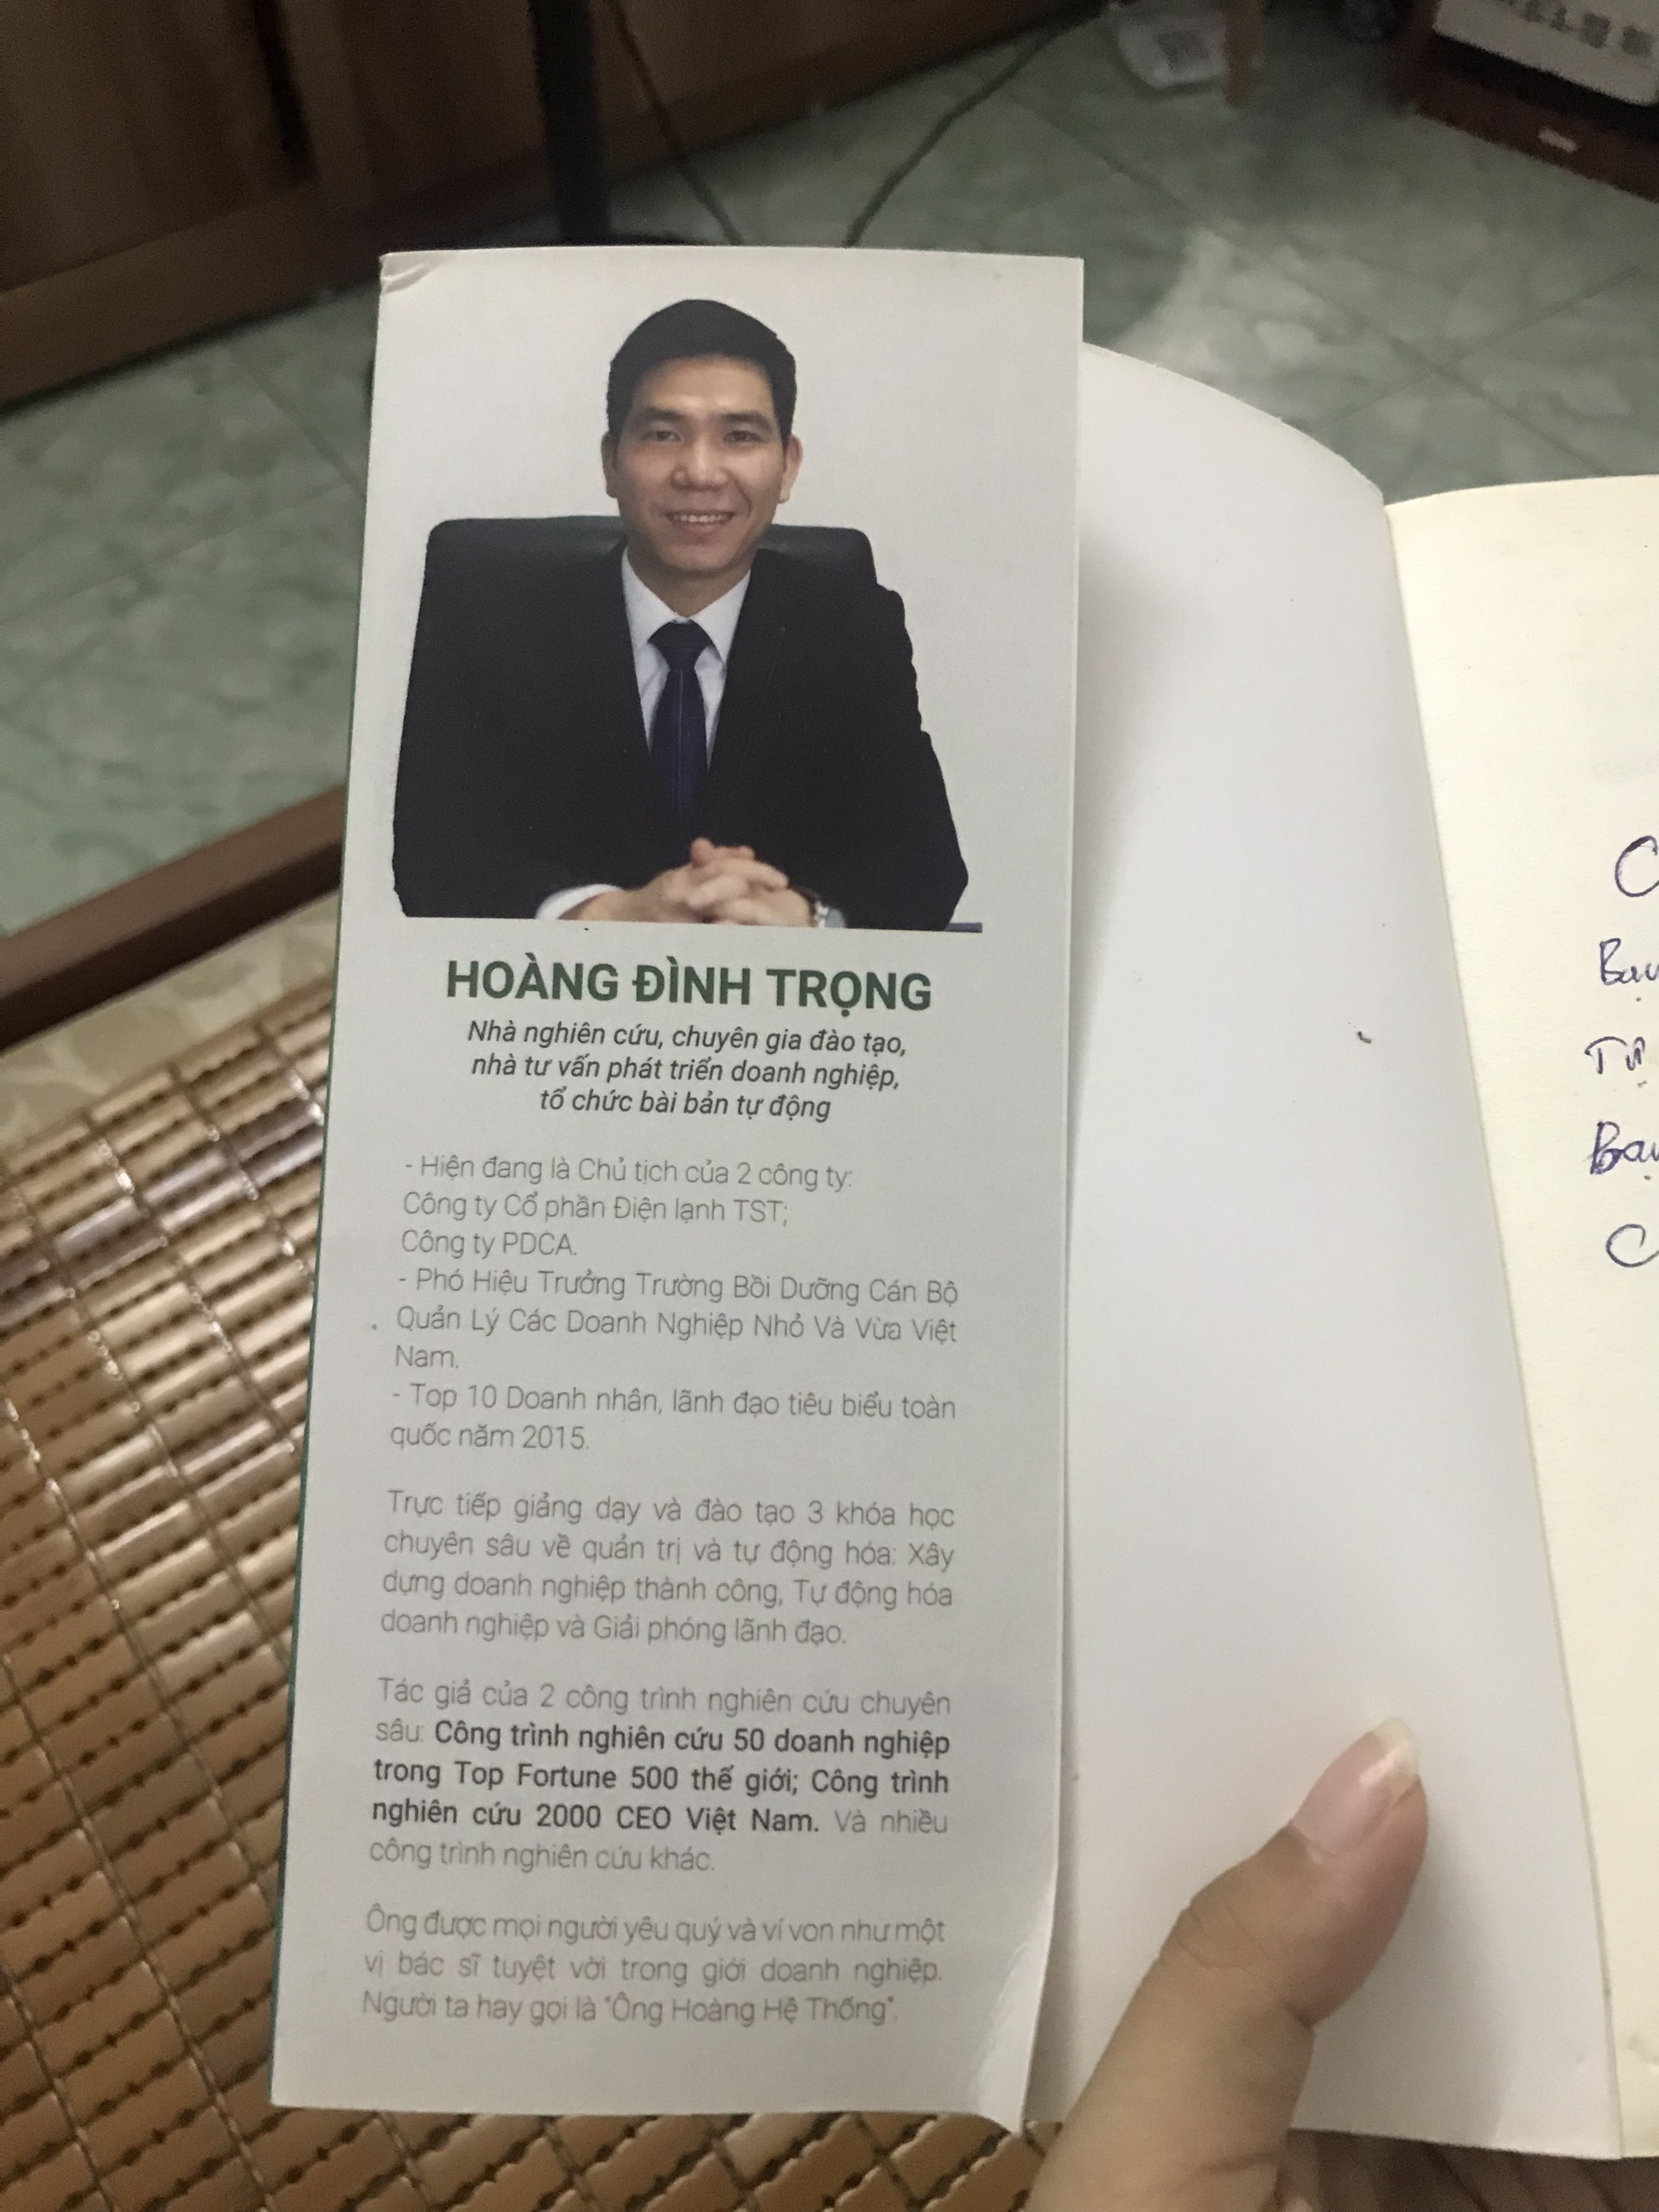 HOÀNG ĐÌNH TRỌNG
Nhà nghiên cứu, chuyên gia đào tạo,
nhà tư vấn phát triển doanh nghiệp,
tổ chức bài bản tự động
- Hiện đang là Chủ tịch của 2 công ty:
Công ty Cổ phần Điện lạnh TST;
Công ty PDCA.
- Phó Hiệu Trưởng Trường Bồi Dưỡng Cán Bộ
Quản Lý Các Doanh Nghiệp Nhỏ Và Vừa Việt
Nam.
- Top 10 Doanh nhân, lãnh đạo tiêu biểu toàn
quốc năm 2015.
Trực tiếp giảng dạy và đào tạo 3 khóa học
chuyên sâu về quản trị và tự động hóa: Xây
dựng doanh nghiệp thành công, Tự động hóa
doanh nghiệp và Giải phóng lãnh đạo.
Tác giả của 2 công trình nghiên cứu chuyên
sâu: Công trình nghiên cứu 50 doanh nghiệp
trong Top Fortune 500 thế giới; Công trình
nghiên cứu 2000 CEO Việt Nam. Và nhiều
công trình nghiên cứu khác.
Ông được mọi người yêu quý và ví von như một
vị bác sĩ tuyệt vời trong giới doanh nghiệp.
Người ta hay gọi là "Ông Hoàng Hệ Thống".